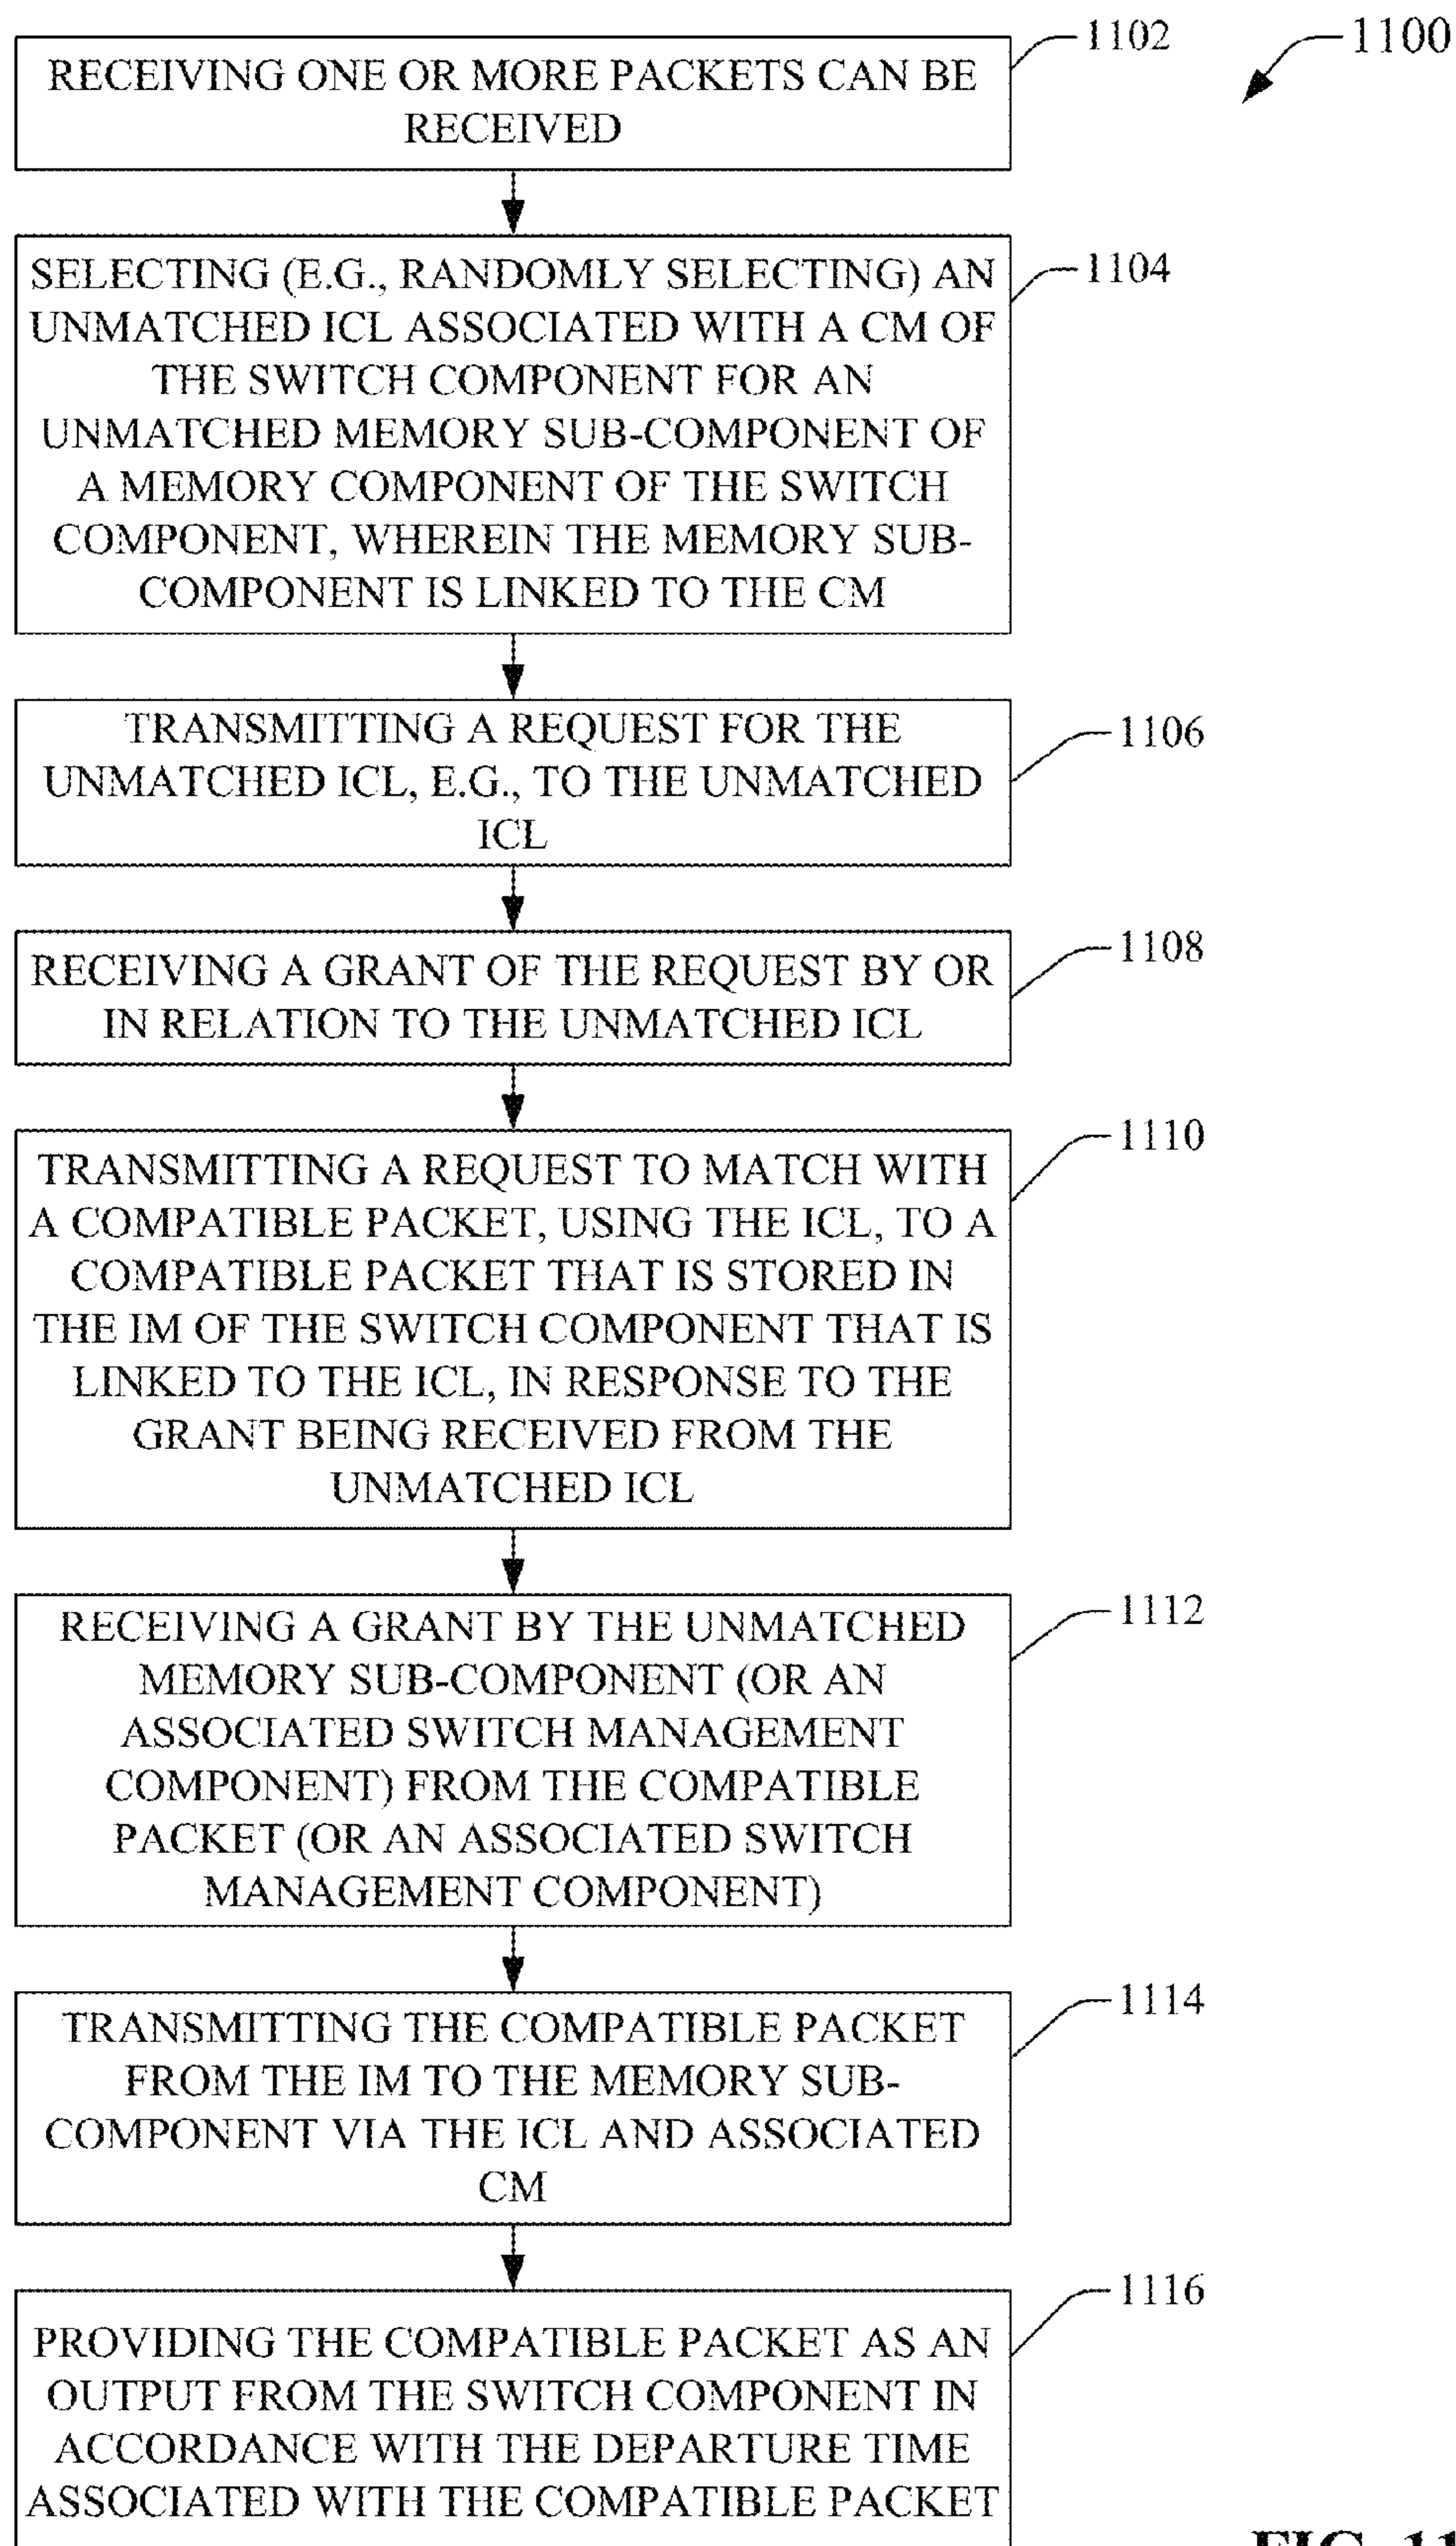 1100
1102
RECEIVING ONE OR MORE PACKETS CAN BE
RECEIVED
1104
SELECTING (E.G., RANDOMLY SELECTING) AN
UNMATCHED ICL ASSOCIATED WITH A CM OF
THE SWITCH COMPONENT FOR AN
UNMATCHED MEMORY SUB-COMPONENT OF
A MEMORY COMPONENT OF THE SWITCH
COMPONENT, WHEREIN THE MEMORY SUB-
COMPONENT IS LINKED TO THE CM
1106
TRANSMITTING A REQUEST FOR THE
UNMATCHED ICL, E.G., TO THE UNMATCHED
ICL
1108
RECEIVING A GRANT OF THE REQUEST BY OR
IN RELATION TO THE UNMATCHED ICL
1110
TRANSMITTING A REQUEST TO MATCH WITH
A COMPATIBLE PACKET, USING THE ICL, TO A
COMPATIBLE PACKET THAT IS STORED IN
THE IM OF THE SWITCH COMPONENT THAT IS
LINKED TO THE ICL, IN RESPONSE TO THE
GRANT BEING RECEIVED FROM THE
UNMATCHED ICL
1112
RECEIVING A GRANT BY THE UNMATCHED
MEMORY SUB-COMPONENT (OR AN
ASSOCIATED SWITCH MANAGEMENT
COMPONENT) FROM THE COMPATIBLE
PACKET (OR AN ASSOCIATED SWITCH
MANAGEMENT COMPONENT)
1114
TRANSMITTING THE COMPATIBLE PACKET
FROM THE IM TO THE MEMORY SUB-
COMPONENT VIA THE ICL AND ASSOCIATED
CM
1116
PROVIDING THE COMPATIBLE PACKET AS AN
OUTPUT FROM THE SWITCH COMPONENT IN
ACCORDANCE WITH THE DEPARTURE TIME
ASSOCIATED WITH THE COMPATIBLE PACKET
FIG. 11